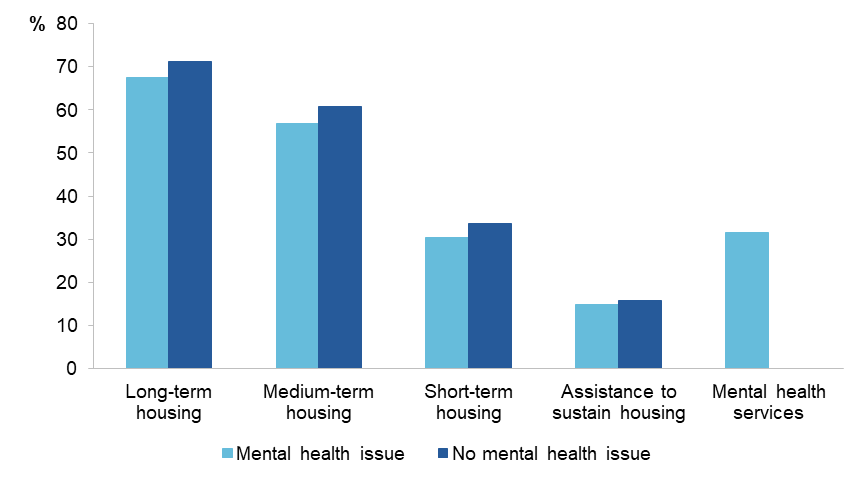 %
80
70
60
50
40
30
20
10
0
Long-term housing
Medium-term housing
Short-term housing
Assistance to sustain housing
Mental health services
Mental health issue
No mental health issue